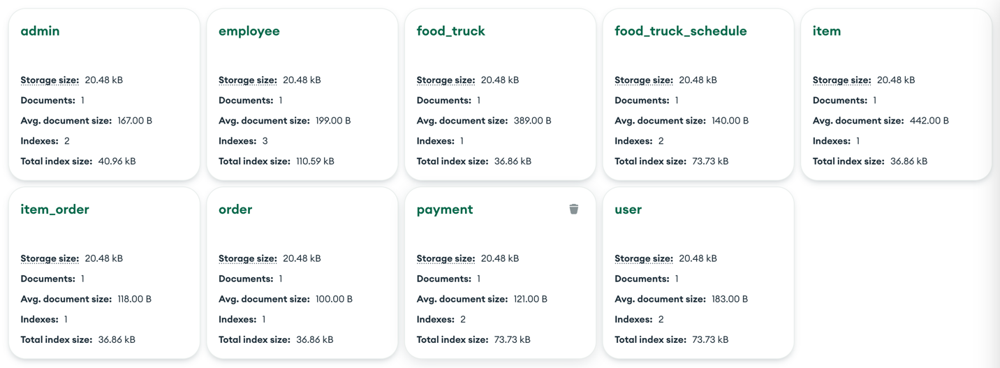 admin
Storage size: 20.48 kB
Documents: 1
Avg. document size: 167.00 B
Indexes: 2
Total index size: 40.96 kB
employee
Storage size: 20.48 kB
Documents: 1
Avg. document size: 199.00 B
Indexes: 3
Total index size: 110.59 kB
food_truck
Storage size: 20.48 kB
Documents: 1
Avg. document size: 389.00 B
Indexes: 1
Total index size: 36.86 kB
food_truck_schedule
Storage size: 20.48 kB
Documents: 1
Avg. document size: 140.00 B
Indexes: 2
Total index size: 73.73 kB
item
Storage size: 20.48 kB
Documents: 1
Avg. document size: 442.00 B
Indexes: 1
Total index size: 36.86 kB
item_order
Storage size: 20.48 kB
Documents: 1
Avg. document size: 118.00 B
Indexes: 1
Total index size: 36.86 kB
order
Storage size: 20.48 kB
Documents: 1
Avg. document size: 100.00 B
Indexes: 1
Total index size: 36.86 kB
payment
Storage size: 20.48 kB
Documents: 1
Avg. document size: 121.00 B
Indexes: 2
Total index size: 73.73 kB
user
Storage size: 20.48 kB
Documents: 1
Avg. document size: 183.00 B
Indexes: 2
Total index size: 73.73 kB